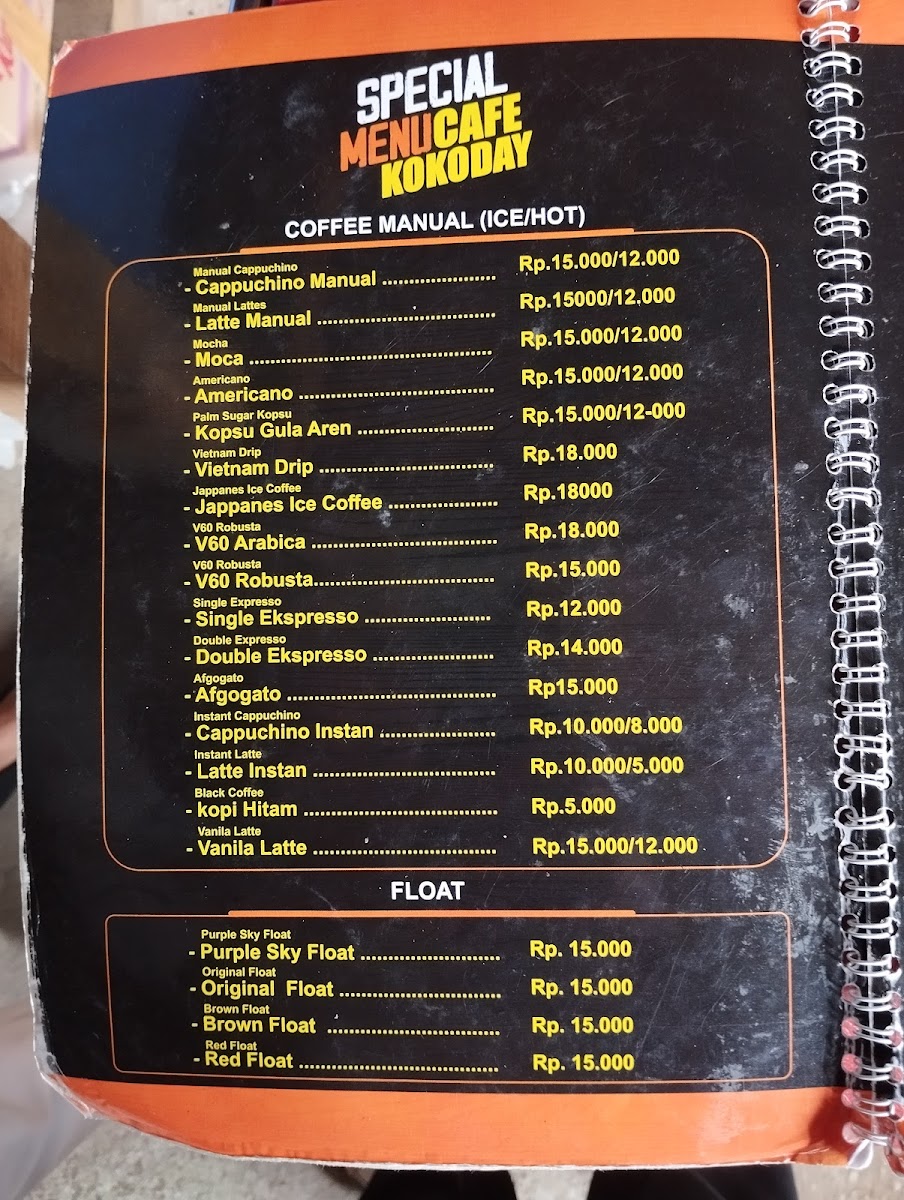 SPECIAL
MENUCAFE
KOKODAY
COFFEE MANUAL (ICE/HOT)
Manual Cappuchino
- Cappuchino Manual ........................ Rp.15.000/12.000
Manual Lattes
- Latte Manual ........................ Rp.15000/12.000
Mocha
- Moca ........................ Rp.15.000/12.000
Americano
- Americano ........................ Rp.15.000/12.000
Palm Sugar Kopsu
- Kopsu Gula Aren ........................ Rp.15.000/12-000
Vietnam Drip
- Vietnam Drip ........................ Rp.18.000
Jappanes Ice Coffee
- Jappanes Ice Coffee ........................ Rp.18000
V60 Robusta
- V60 Arabica ........................ Rp.18.000
V60 Robusta
- V60 Robusta........................ Rp.15.000
Single Expresso
- Single Ekspresso ........................ Rp.12.000
Double Expresso
- Double Ekspresso ........................ Rp.14.000
Afgogato
- Afgogato ........................ Rp15.000
Instant Cappuchino
- Cappuchino Instan ........................ Rp.10.000/8.000
Instant Latte
- Latte Instan ........................ Rp.10.000/5.000
Black Coffee
- kopi Hitam ........................ Rp.5.000
Vanila Latte
- Vanila Latte ........................ Rp.15.000/12.000
FLOAT
Purple Sky Float
- Purple Sky Float ........................ Rp. 15.000
Original Float
- Original Float ........................ Rp. 15.000
Brown Float
- Brown Float ........................ Rp. 15.000
Red Float
- Red Float ........................ Rp. 15.000